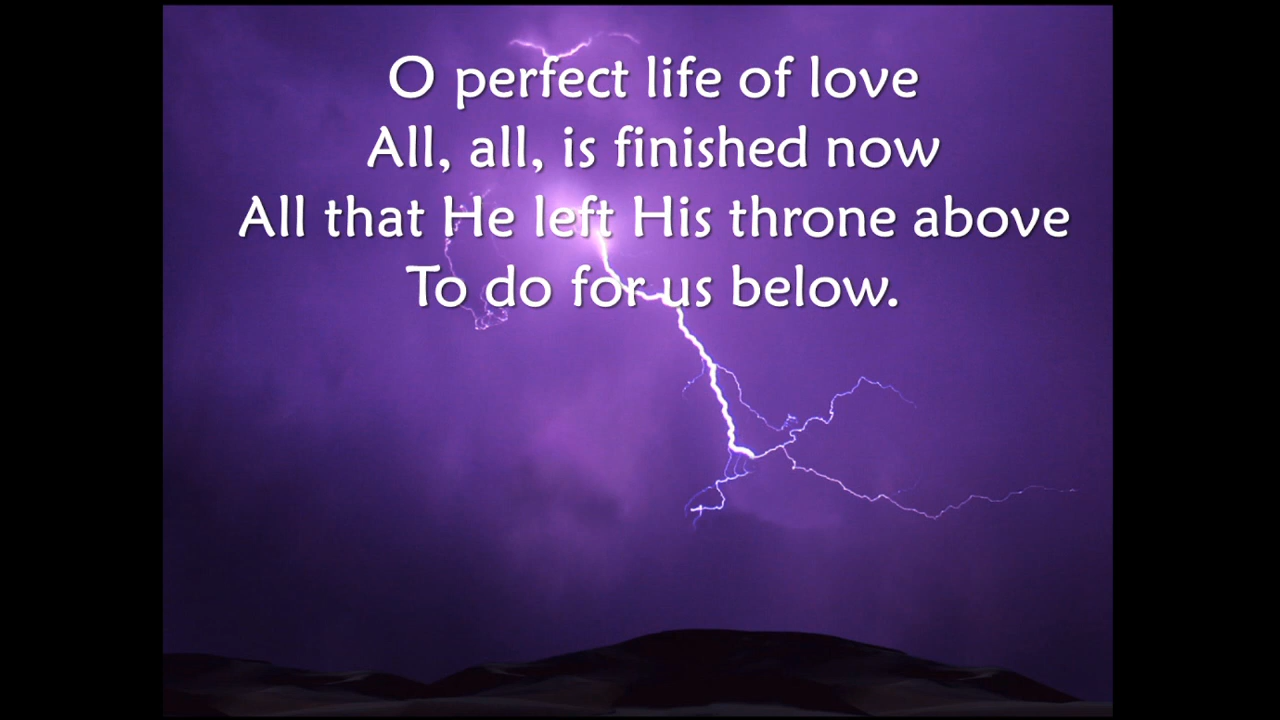 O perfect life of love
All, all, is finished now
All that He left His throne above
To do for us below.